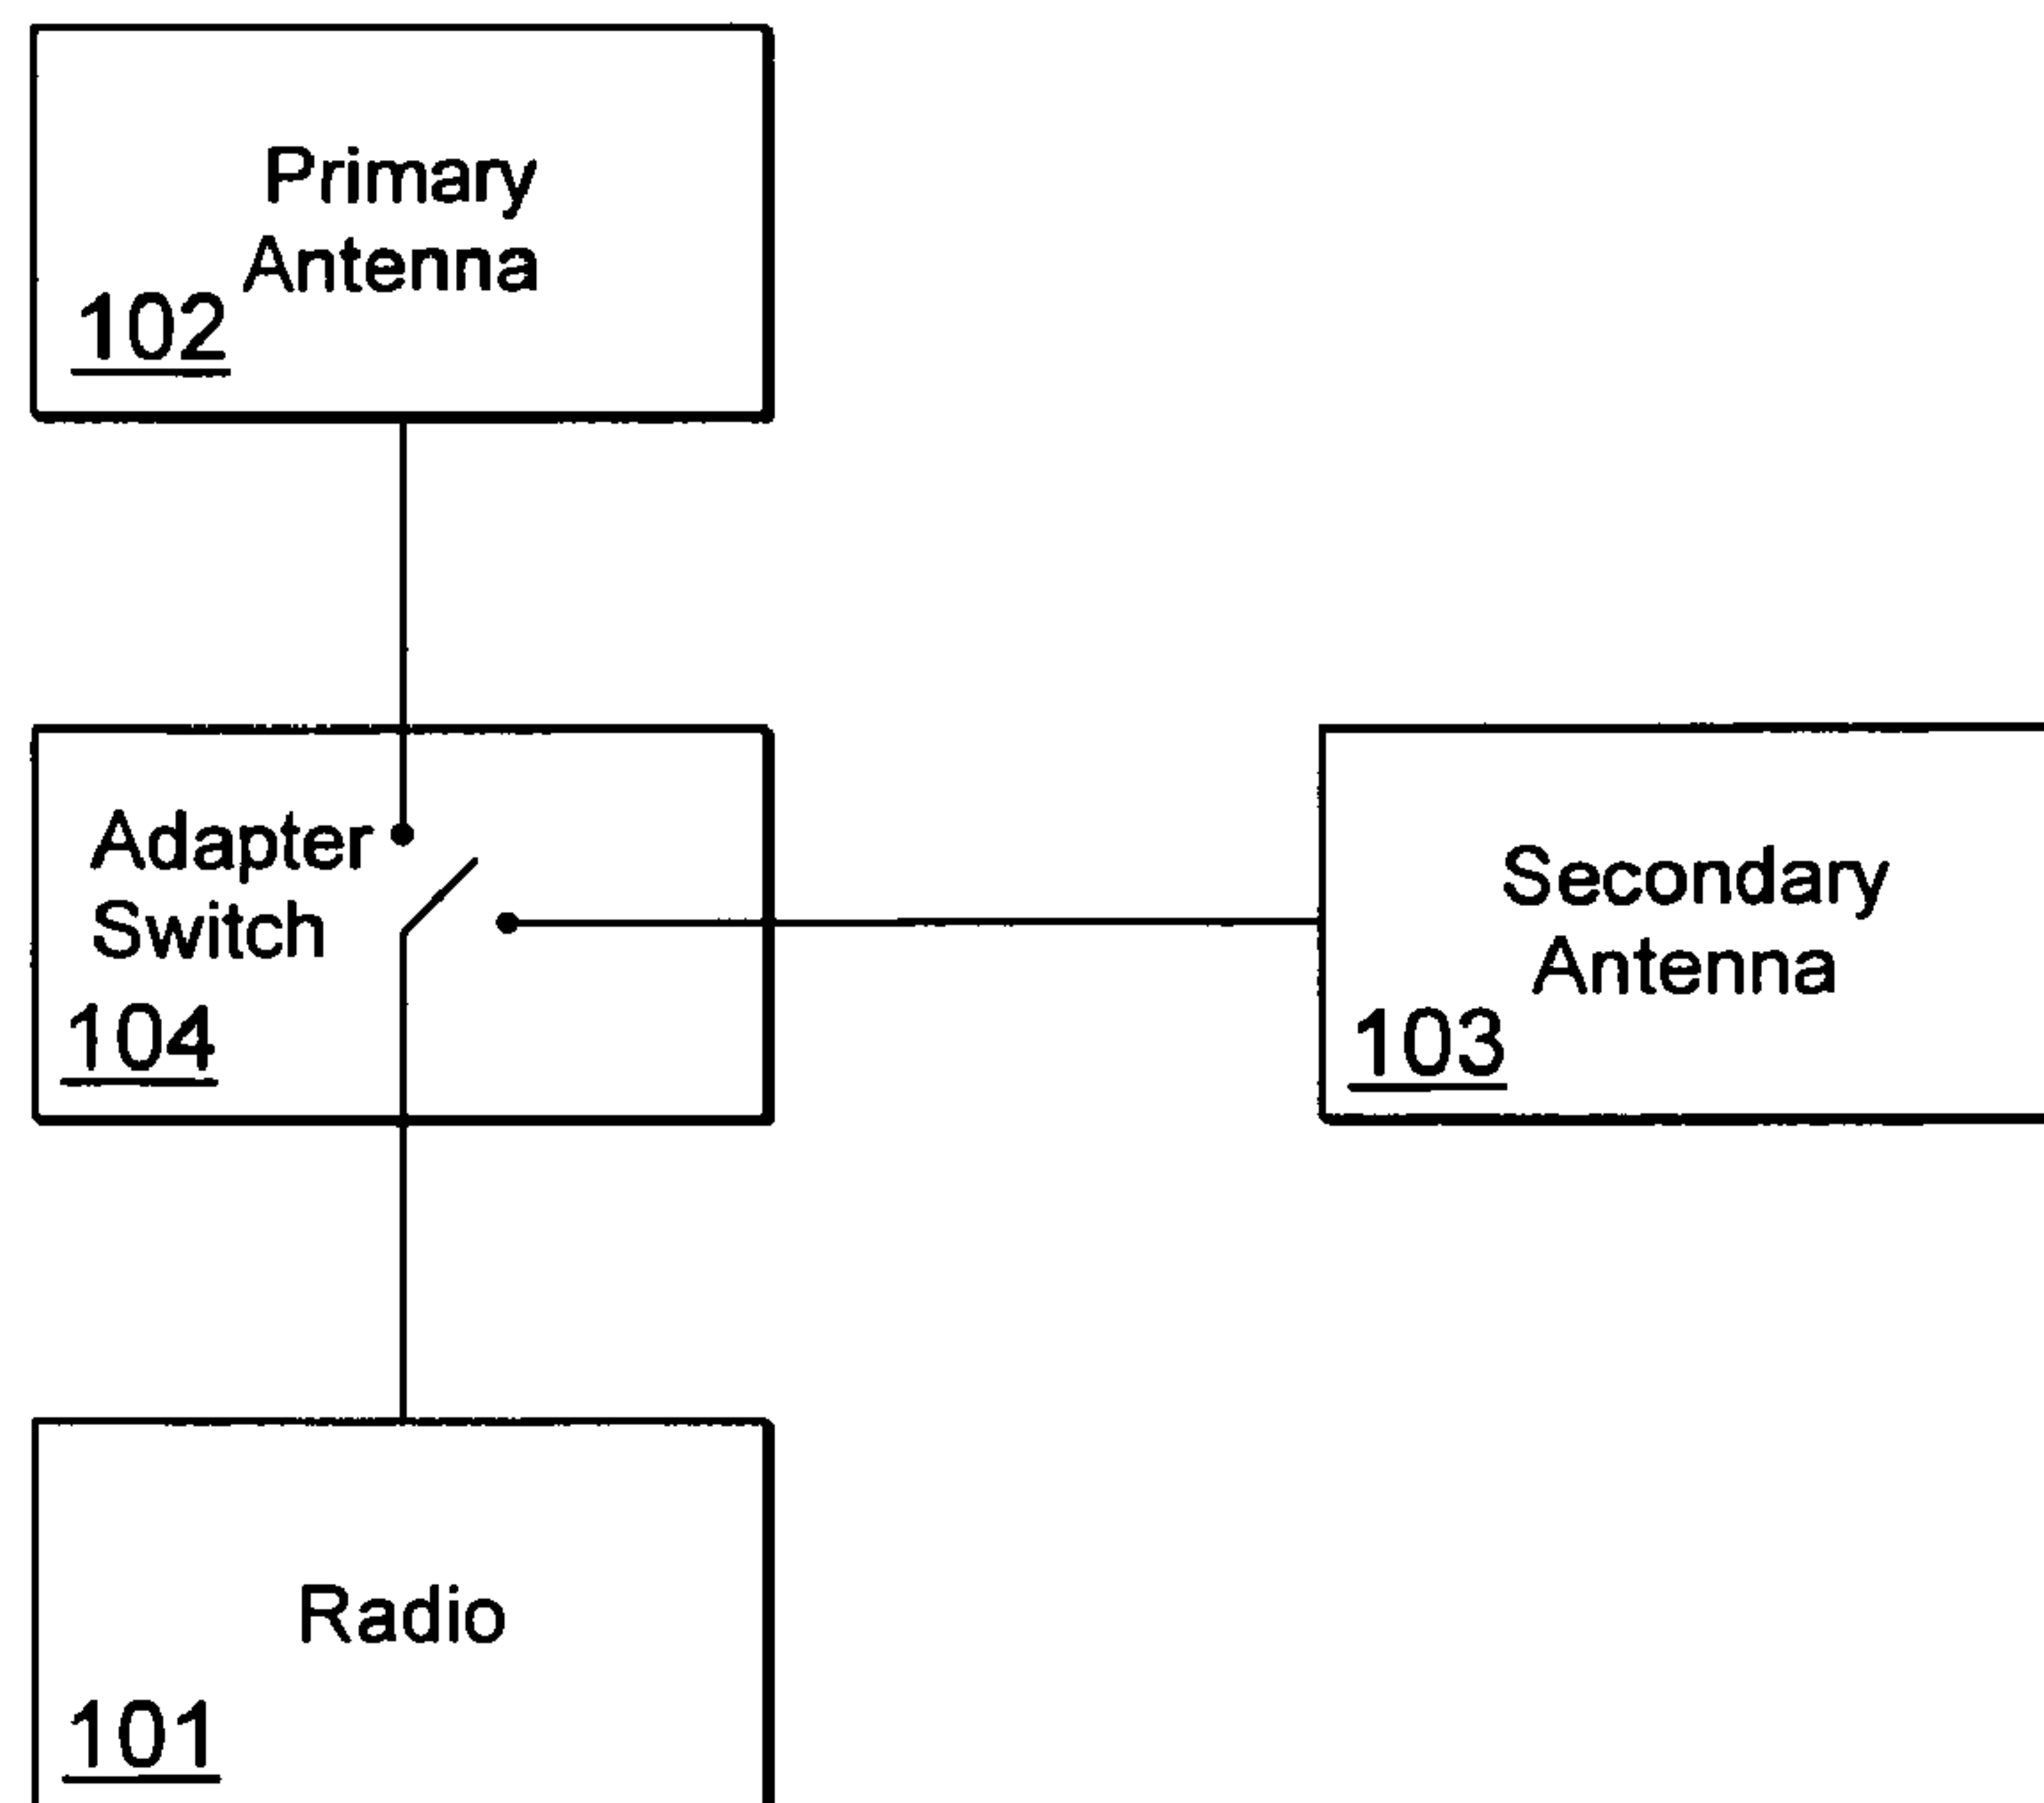 Primary
Antenna
102
Adapter
Switch
104
Secondary
Antenna
103
Radio
101